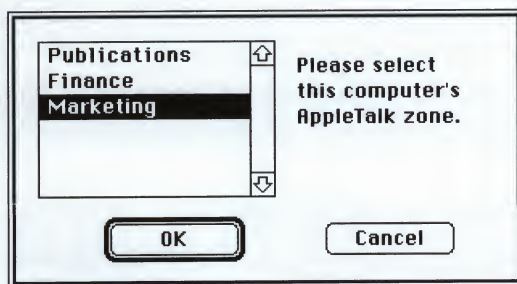 Publications
Finance
Marketing
Please select
this computer's
AppleTalk zone.
OK
Cancel